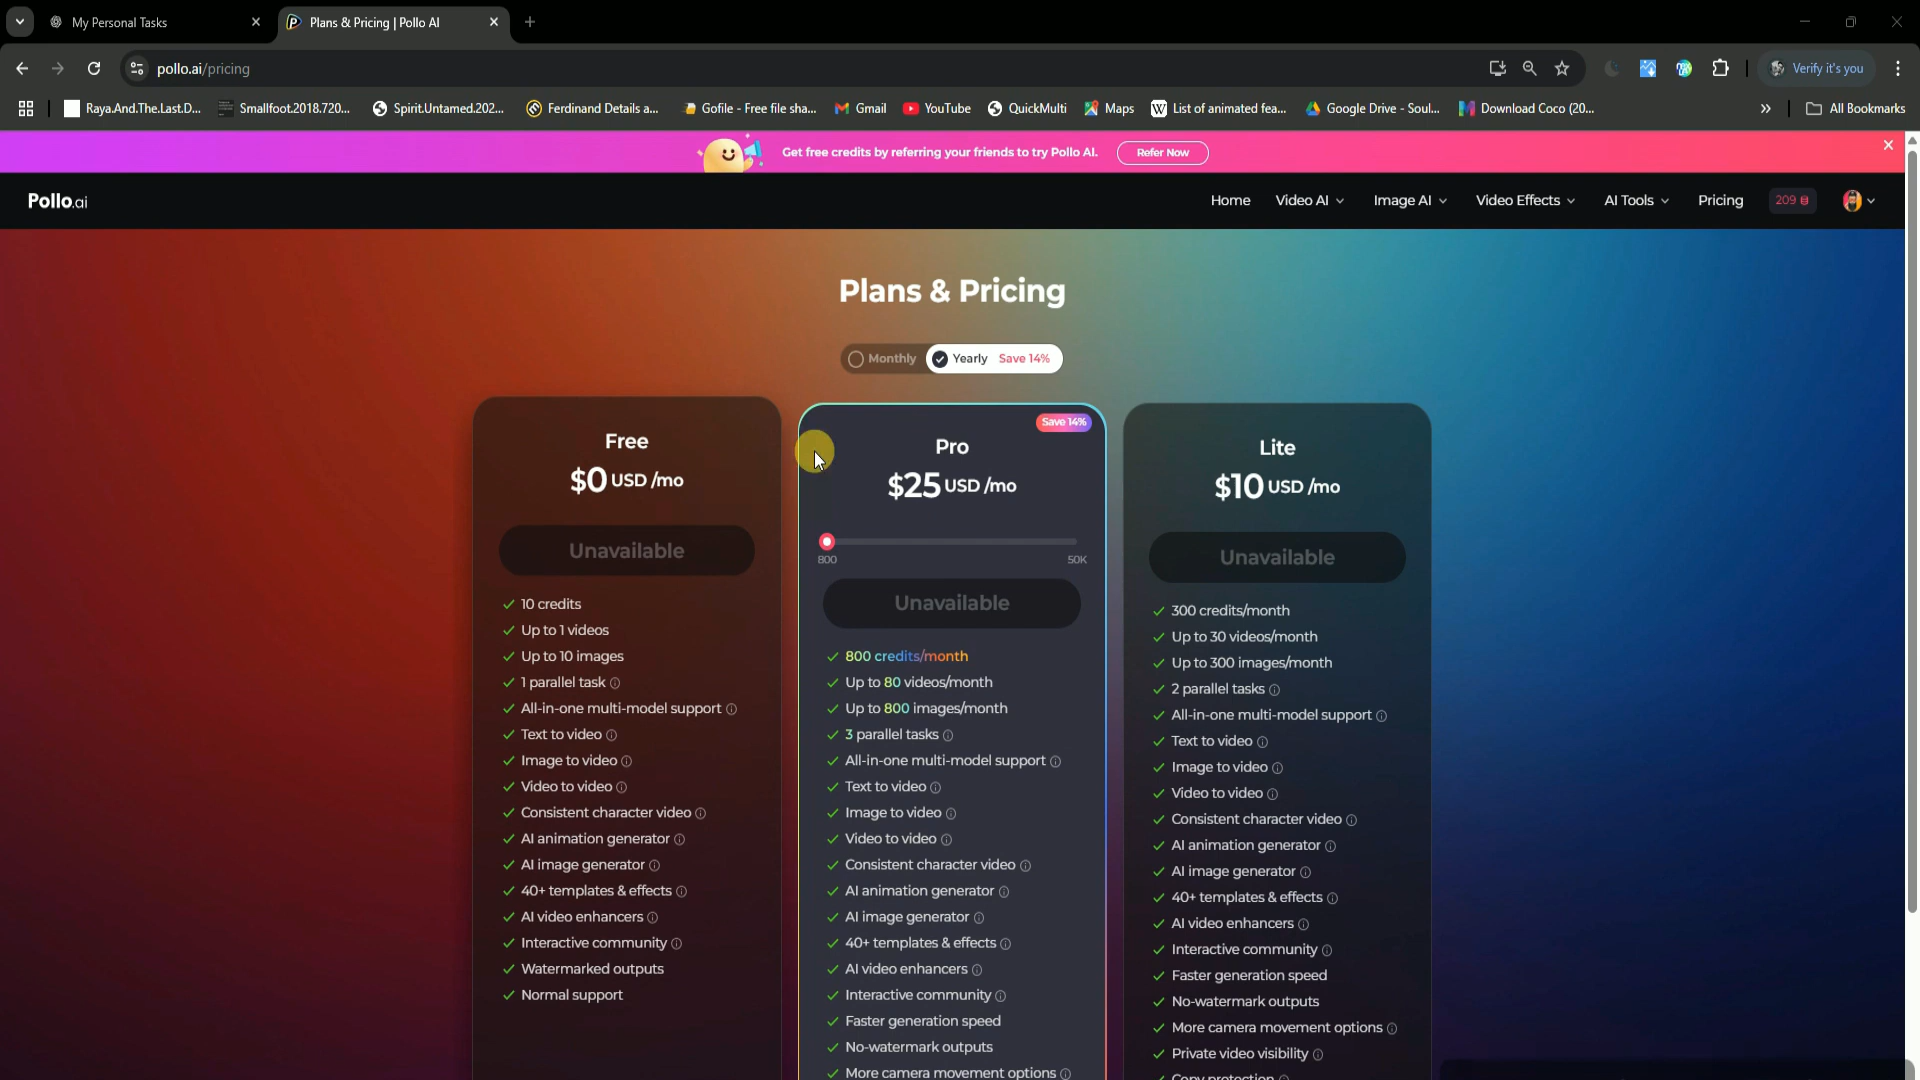 My Personal Tasks
Plans & Pricing | Pollo AI
pollo.ai/pricing
Verify it's you
Raya.And.The.Last.D...
Smallfoot.2018.720...
Spirit.Untamed.202...
Ferdinand Details a...
Gofile - Free file sha...
Gmail
YouTube
QuickMulti
Maps
List of animated fea...
Google Drive - Soul...
Download Coco (20...
All Bookmarks
Get free credits by referring your friends to try Pollo AI.
Refer Now
Pollo.ai
Home
Video AI
Image AI
Video Effects
AI Tools
Pricing
209
Plans & Pricing
Monthly
Yearly
Save 14%
Free
$0 USD /mo
Unavailable
10 credits
Up to 1 videos
Up to 10 images
1 parallel task
All-in-one multi-model support
Text to video
Image to video
Video to video
Consistent character video
AI animation generator
AI image generator
40+ templates & effects
AI video enhancers
Interactive community
Watermarked outputs
Normal support
Save 14%
Pro
$25 USD /mo
800
50K
Unavailable
800 credits/month
Up to 80 videos/month
Up to 800 images/month
3 parallel tasks
All-in-one multi-model support
Text to video
Image to video
Video to video
Consistent character video
AI animation generator
AI image generator
40+ templates & effects
AI video enhancers
Interactive community
Faster generation speed
No-watermark outputs
More camera movement options
Lite
$10 USD /mo
Unavailable
300 credits/month
Up to 30 videos/month
Up to 300 images/month
2 parallel tasks
All-in-one multi-model support
Text to video
Image to video
Video to video
Consistent character video
AI animation generator
AI image generator
40+ templates & effects
AI video enhancers
Interactive community
Faster generation speed
No-watermark outputs
More camera movement options
Private video visibility
Copy protection